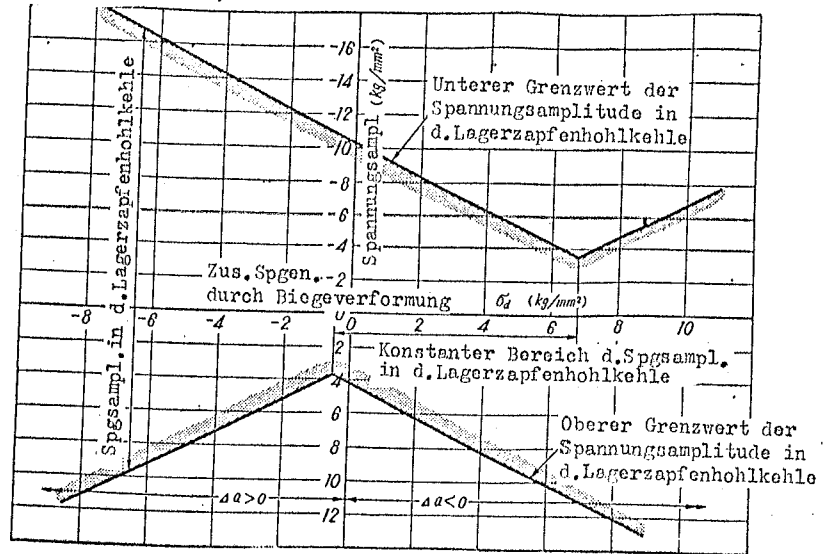 -16
-14
-12
-10
-8
-6
-4
-2
0
2
4
6
8
10
12
-8
-6
-4
-2
0
2
4
6
8
10
Spannungsampl (kg/mm²)
Unterer Grenzwert der
Spannungsamplitude in
d.Lagerzapfenhohlkehle
Spgsampl.in d.Lagerzapfenhohlkehle
Zus.Spgen.
durch Biegeverformung
σd (kg/mm²)
Konstanter Bereich d.Spgsampl.
in d.Lagerzapfenhohlkehle
Oberer Grenzwert der
Spannungsamplitude in
d.Lagerzapfenhohlkehle
Δa>0
Δa<0